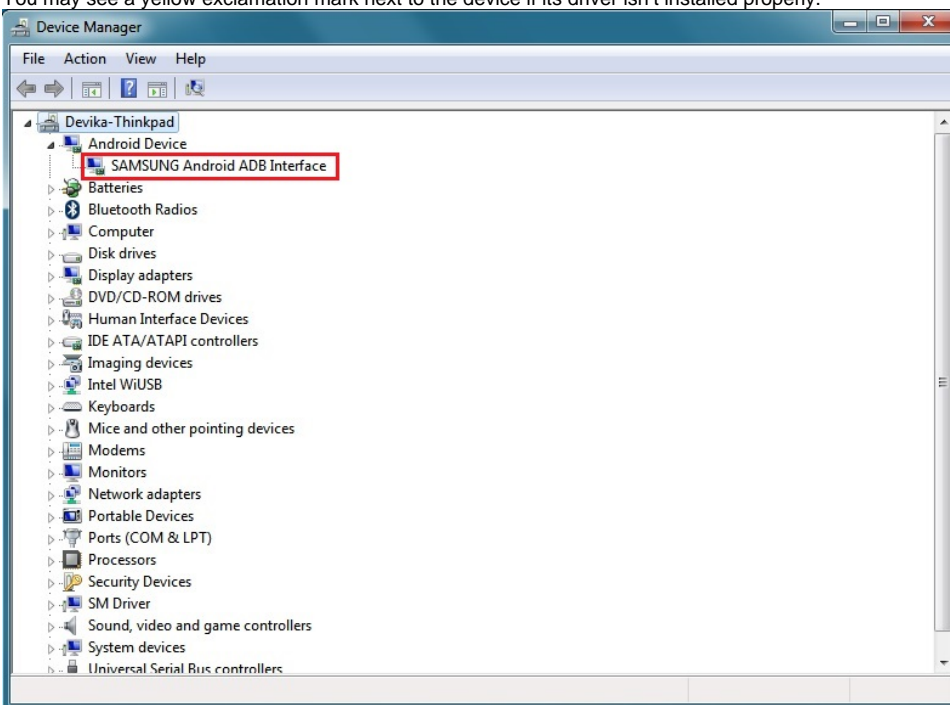 You may see a yellow exclamation mark next to the device if its driver isn't installed properly.
Device Manager
File Action View Help
Devika-Thinkpad
Android Device
SAMSUNG Android ADB Interface
Batteries
Bluetooth Radios
Computer
Disk drives
Display adapters
DVD/CD-ROM drives
Human Interface Devices
IDE ATA/ATAPI controllers
Imaging devices
Intel WiUSB
Keyboards
Mice and other pointing devices
Modems
Monitors
Network adapters
Portable Devices
Ports (COM & LPT)
Processors
Security Devices
SM Driver
Sound, video and game controllers
System devices
Universal Serial Bus controllers